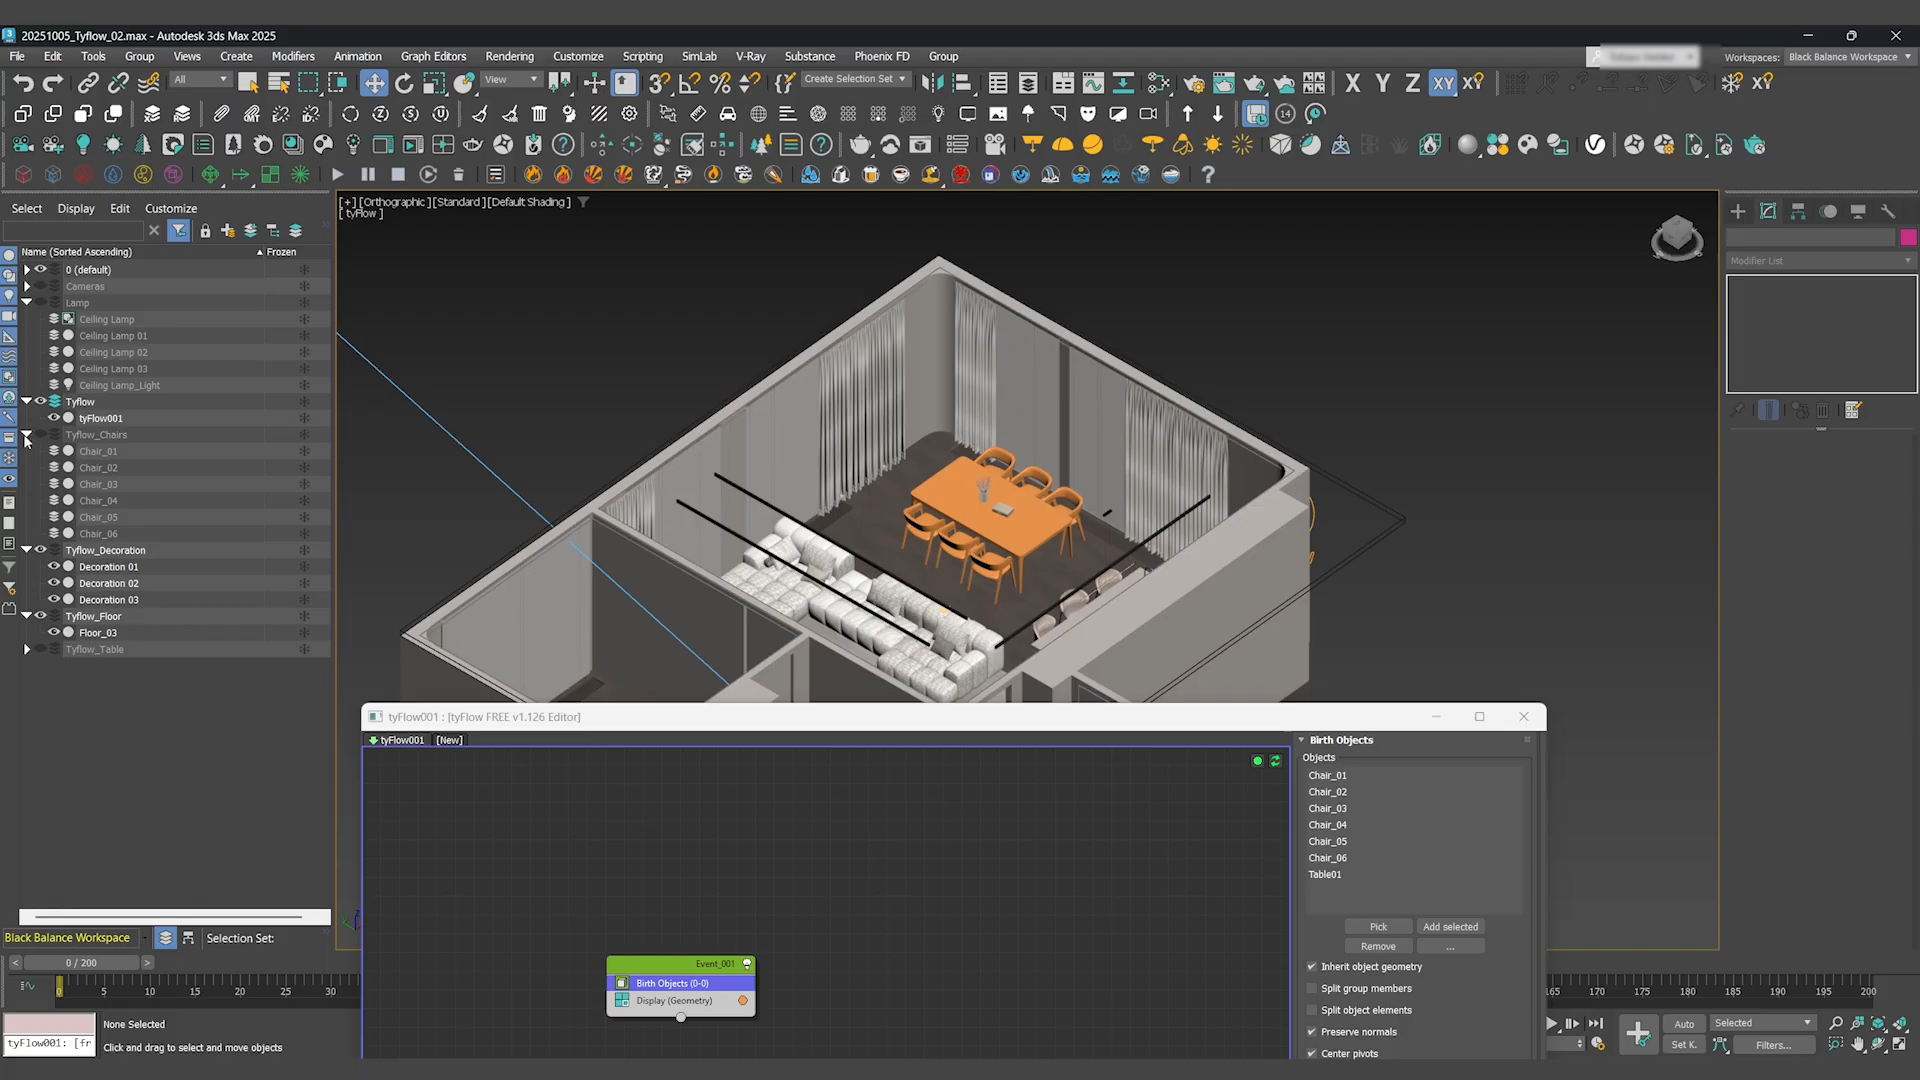 20251005_Tyflow_02.max - Autodesk 3ds Max 2025
File Edit Tools Group Views Create Modifiers Animation Graph Editors Rendering Customize Scripting SimLab V-Ray Substance Phoenix FD Group
Workspaces: Black Balance Workspace
All
View
Create Selection Set
X Y Z XY XY
Select Display Edit Customize
[+] [Orthographic ] [Standard ] [Default Shading ]
[ tyFlow ]
Name (Sorted Ascending) Frozen
0 (default)
Cameras
Lamp
Ceiling Lamp
Ceiling Lamp 01
Ceiling Lamp 02
Ceiling Lamp 03
Ceiling Lamp_Light
Tyflow
tyFlow001
Tyflow_Chairs
Chair_01
Chair_02
Chair_03
Chair_04
Chair_05
Chair_06
Tyflow_Decoration
Decoration 01
Decoration 02
Decoration 03
Tyflow_Floor
Floor_03
Tyflow_Table
Modifier List
tyFlow001 : [tyFlow FREE v1.126 Editor]
tyFlow001 [New]
Birth Objects
Objects
Chair_01
Chair_02
Chair_03
Chair_04
Chair_05
Chair_06
Table01
Pick Add selected
Remove ...
Inherit object geometry
Split group members
Split object elements
Preserve normals
Center pivots
Event_001
Birth Objects (0-0)
Display (Geometry)
Black Balance Workspace
Selection Set:
0 / 200
0 5 10 15 20 25 30
165 170 175 180 185 190 195 200
None Selected
tyFlow001: [fr
Click and drag to select and move objects
Auto Selected
Set K. Filters...